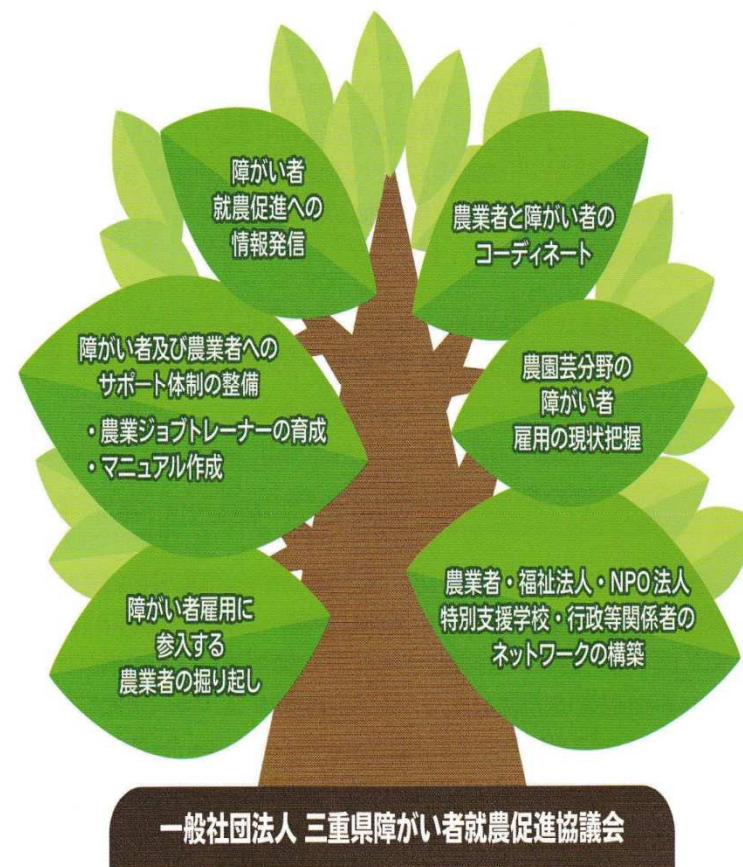 障がい者
就農促進への
情報発信
農業者と障がい者の
コーディネート
障がい者及び農業者への
サポート体制の整備
・農業ジョブトレーナーの育成
・マニュアル作成
農園芸分野の
障がい者
雇用の現状把握
障がい者雇用に
参入する
農業者の掘り起し
農業者・福祉法人・NPO法人
特別支援学校・行政等関係者の
ネットワークの構築
一般社団法人 三重県障がい者就農促進協議会